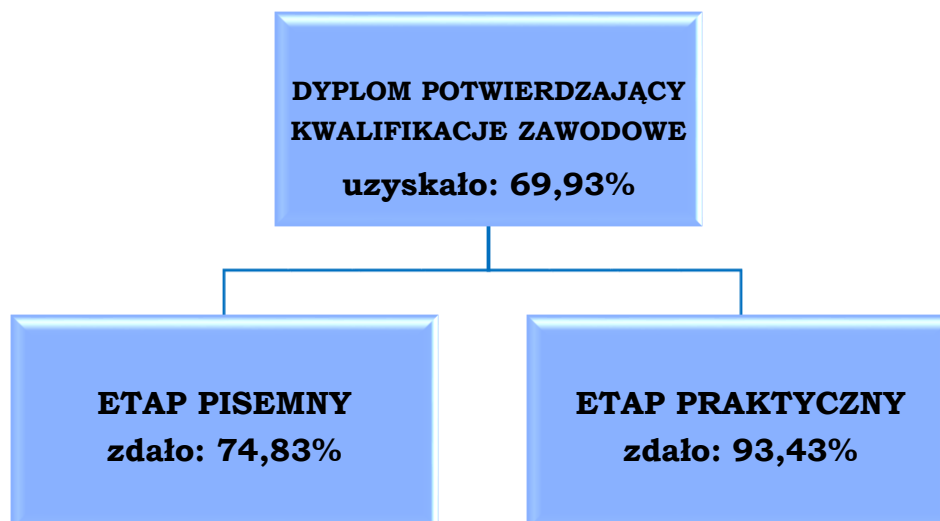 DYPLOM POTWIERDZAJĄCY
KWALIFIKACJE ZAWODOWE
uzyskało: 69,93%
ETAP PISEMNY
zdało: 74,83%
ETAP PRAKTYCZNY
zdało: 93,43%